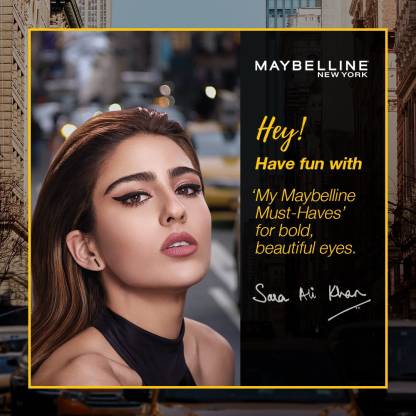 MAYBELLINE
NEW YORK
Hey!
Have fun with
‘My Maybelline
Must-Haves’
for bold,
beautiful eyes.
Sara Ali Khan